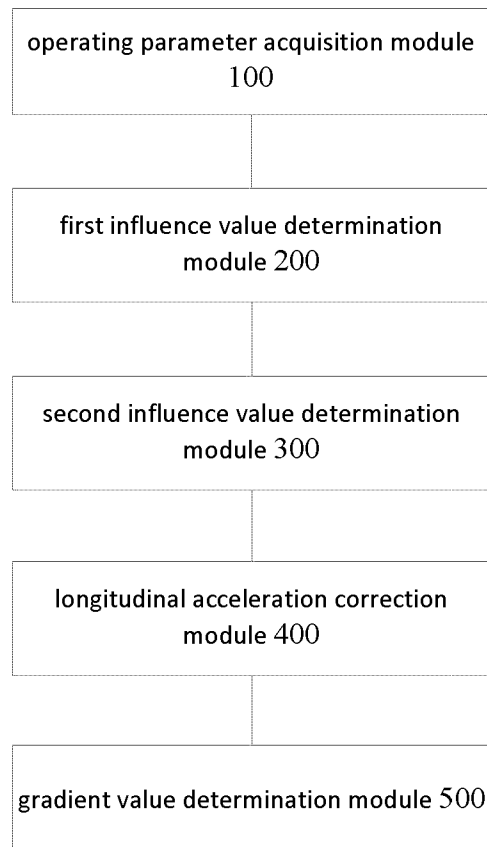 operating parameter acquisition module
100
first influence value determination
module 200
second influence value determination
module 300
longitudinal acceleration correction
module 400
gradient value determination module 500